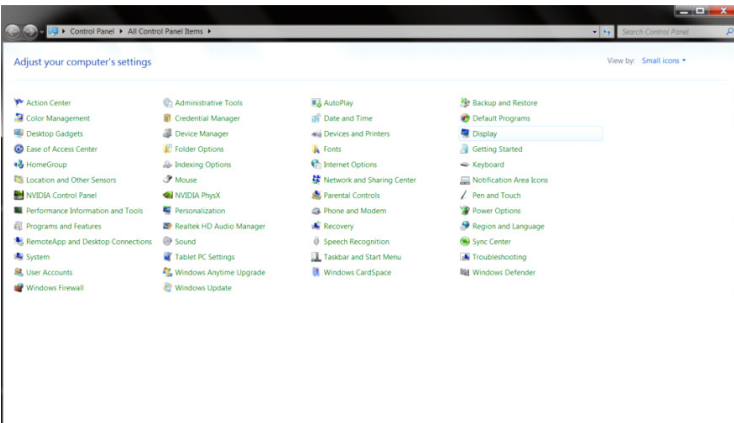 Control Panel All Control Panel Items Search Control Panel
Adjust your computer's settings View by: Small icons
Action Center Administrative Tools AutoPlay Backup and Restore
Color Management Credential Manager Date and Time Default Programs
Desktop Gadgets Device Manager Devices and Printers Display
Ease of Access Center Folder Options Fonts Getting Started
HomeGroup Indexing Options Internet Options Keyboard
Location and Other Sensors Mouse Network and Sharing Center Notification Area Icons
NVIDIA Control Panel NVIDIA PhysX Parental Controls Pen and Touch
Performance Information and Tools Personalization Phone and Modem Power Options
Programs and Features Realtek HD Audio Manager Recovery Region and Language
RemoteApp and Desktop Connections Sound Speech Recognition Sync Center
System Tablet PC Settings Taskbar and Start Menu Troubleshooting
User Accounts Windows Anytime Upgrade Windows CardSpace Windows Defender
Windows Firewall Windows Update